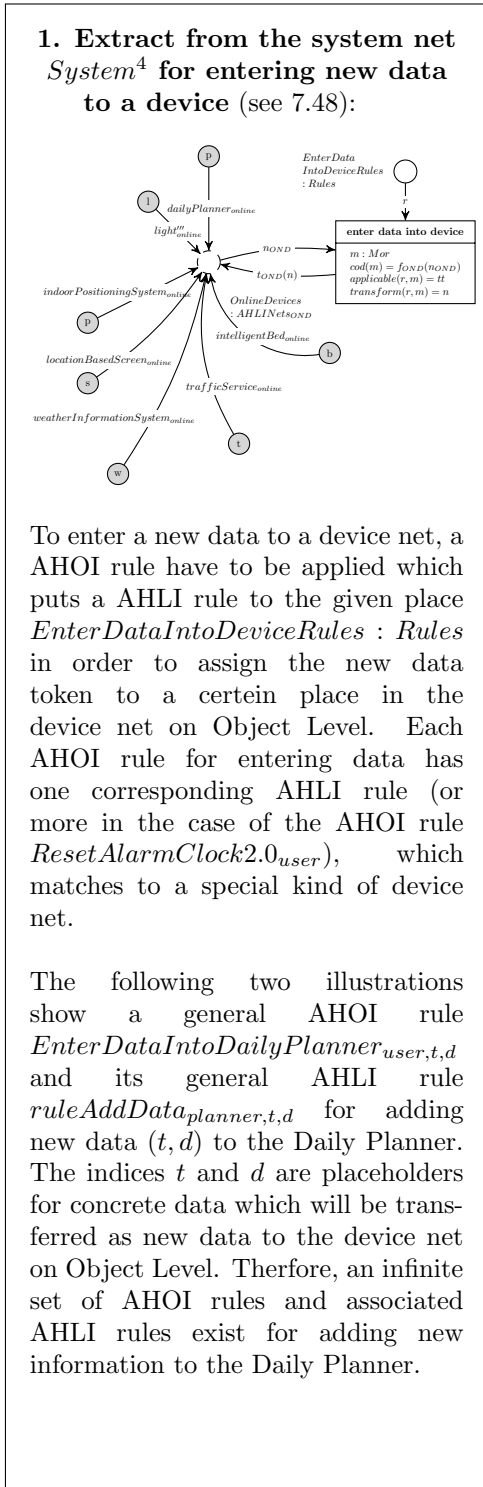 1. Extract from the system net
System⁴ for entering new data
to a device (see 7.48):
p
EnterData
IntoDeviceRules
: Rules
l
dailyPlanner_online
r
light'''_online
enter data into device
n_OND
m : Mor
cod(m) = f_OND(n_OND)
applicable(r, m) = tt
transform(r, m) = n
t_OND(n)
indoorPositioningSystem_online
OnlineDevices
: AHLINets_OND
p
intelligentBed_online
b
locationBasedScreen_online
s
trafficService_online
weatherInformationSystem_online
t
w
To enter a new data to a device net, a
AHOI rule have to be applied which
puts a AHLI rule to the given place
EnterDataIntoDeviceRules : Rules
in order to assign the new data
token to a certein place in the
device net on Object Level. Each
AHOI rule for entering data has
one corresponding AHLI rule (or
more in the case of the AHOI rule
ResetAlarmClock2.0_user), which
matches to a special kind of device
net.
The following two illustrations
show a general AHOI rule
EnterDataIntoDailyPlanner_user,t,d
and its general AHLI rule
ruleAddData_planner,t,d for adding
new data (t, d) to the Daily Planner.
The indices t and d are placeholders
for concrete data which will be trans-
ferred as new data to the device net
on Object Level. Therfore, an infinite
set of AHOI rules and associated
AHLI rules exist for adding new
information to the Daily Planner.